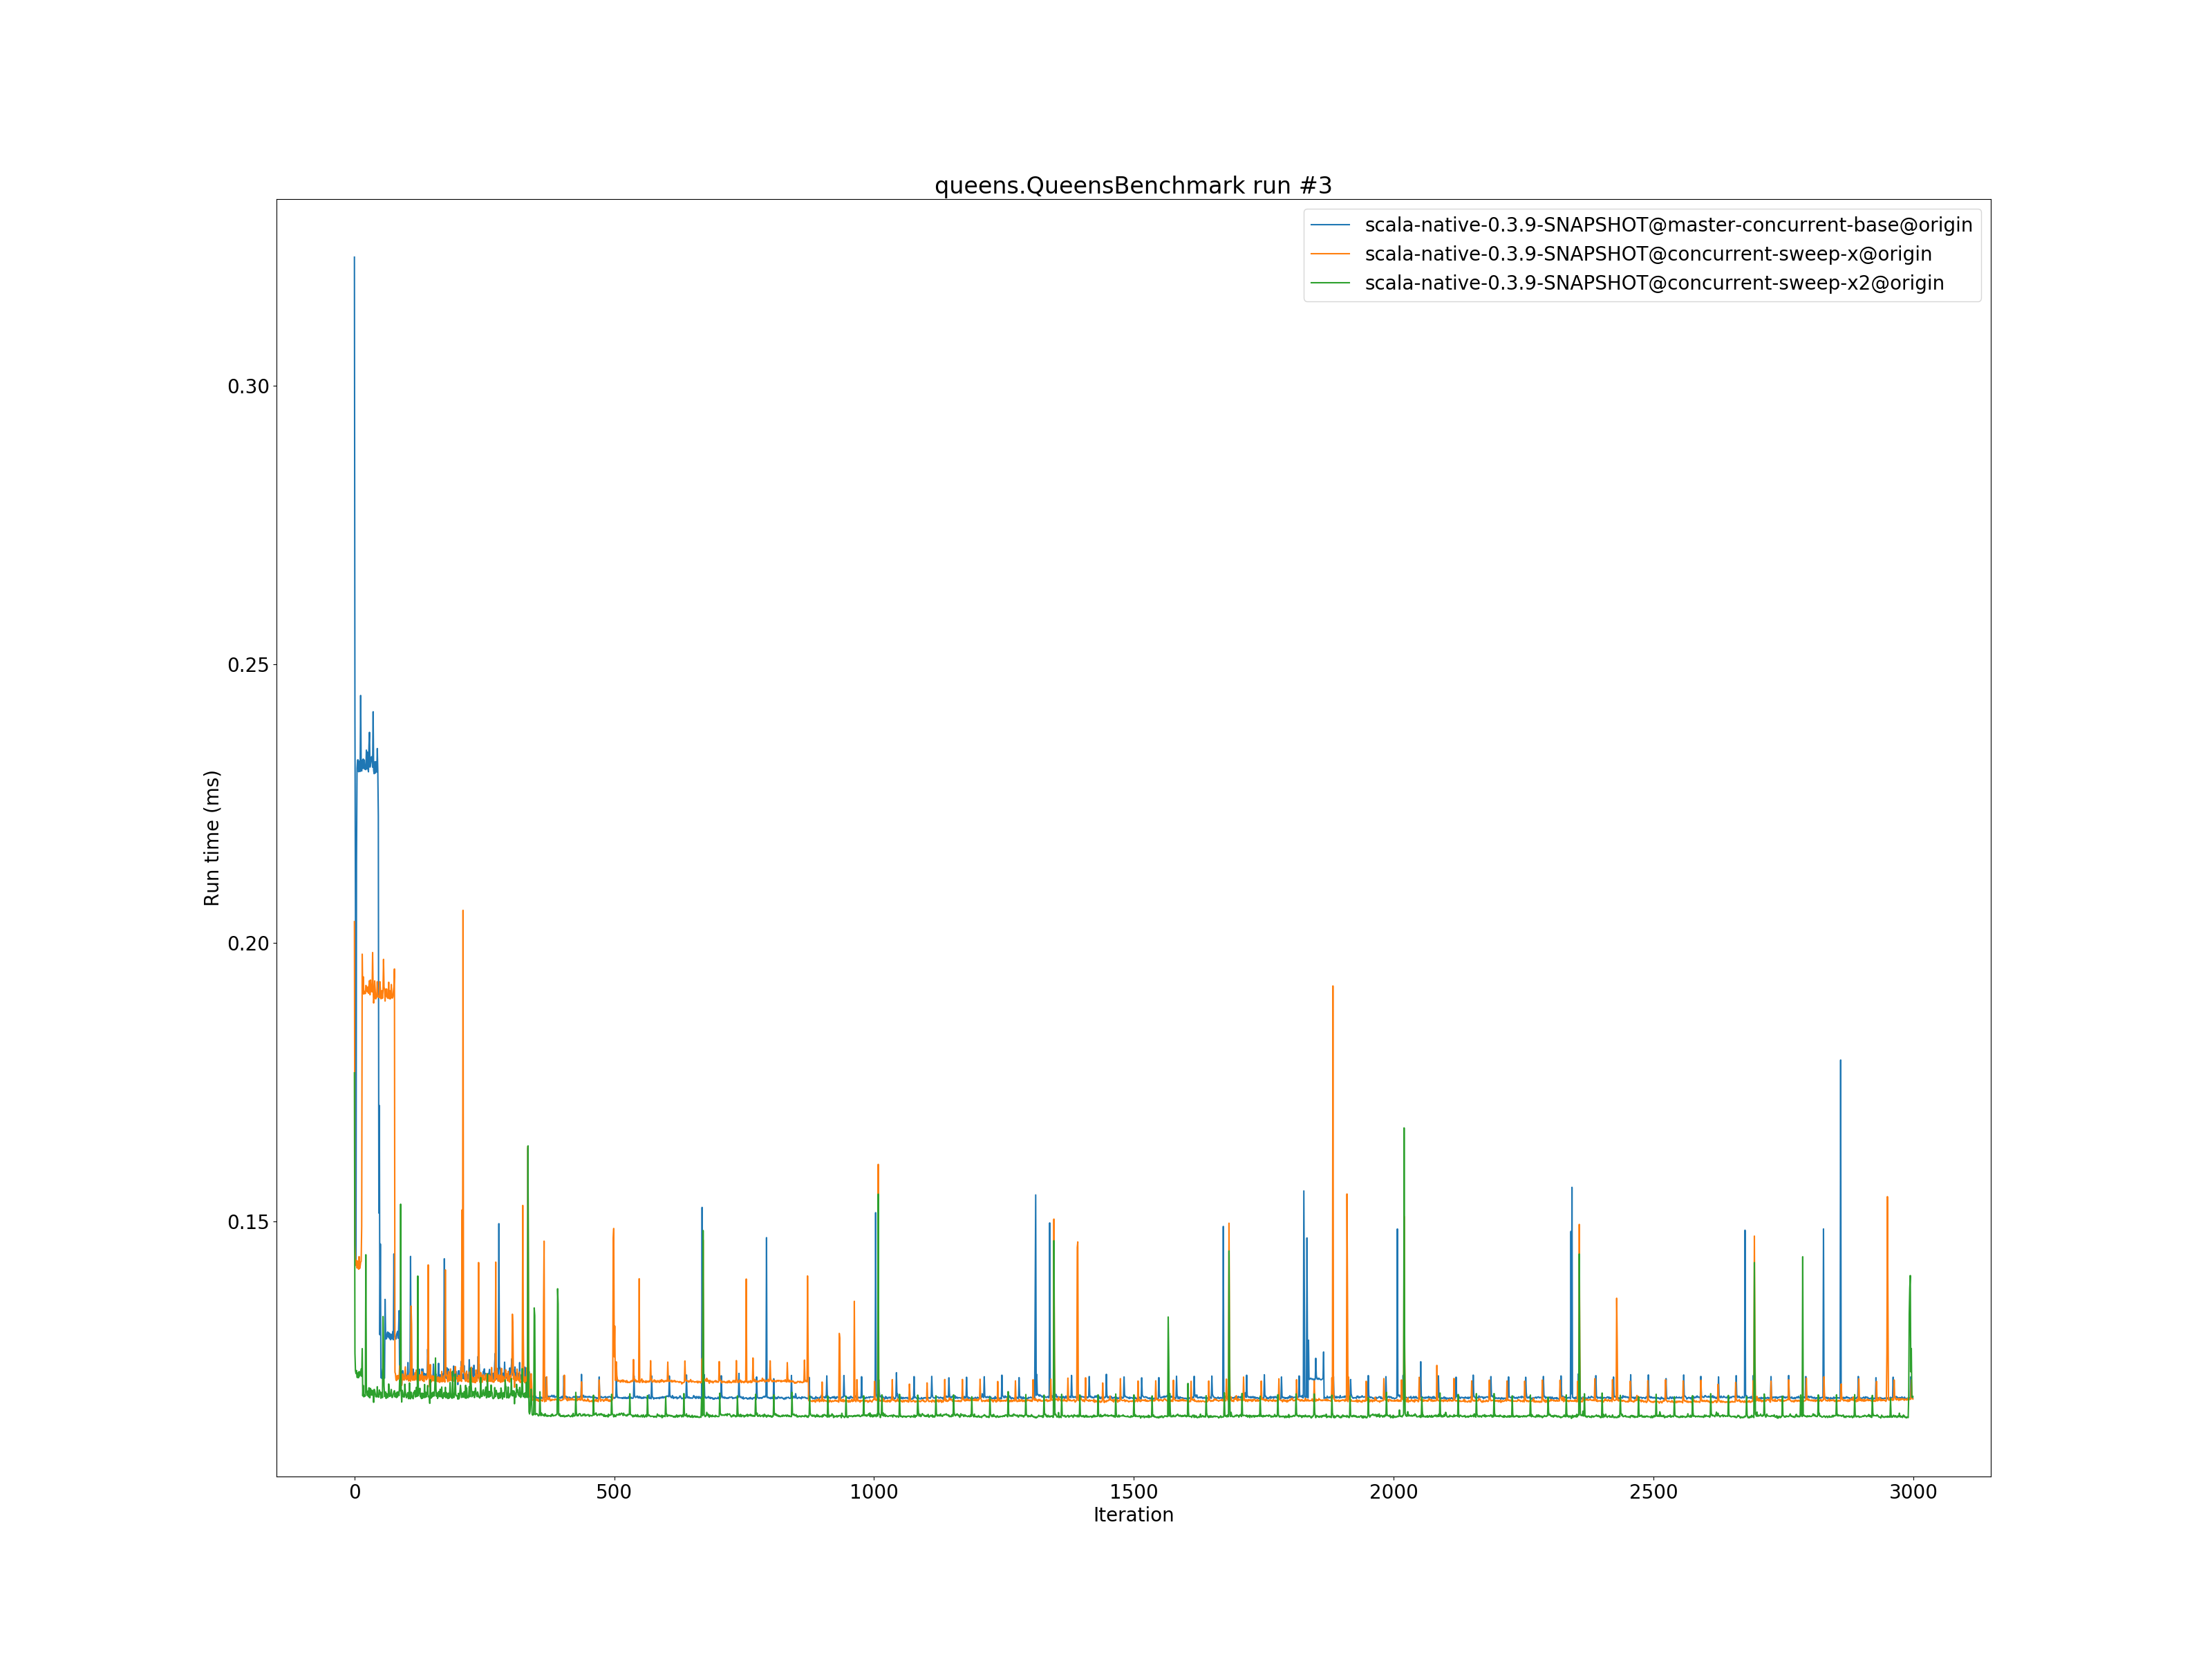 queens.QueensBenchmark run #3
scala-native-0.3.9-SNAPSHOT@master-concurrent-base@origin
scala-native-0.3.9-SNAPSHOT@concurrent-sweep-x@origin
scala-native-0.3.9-SNAPSHOT@concurrent-sweep-x2@origin
Run time (ms)
0.30
0.25
0.20
0.15
0
500
1000
1500
2000
2500
3000
Iteration